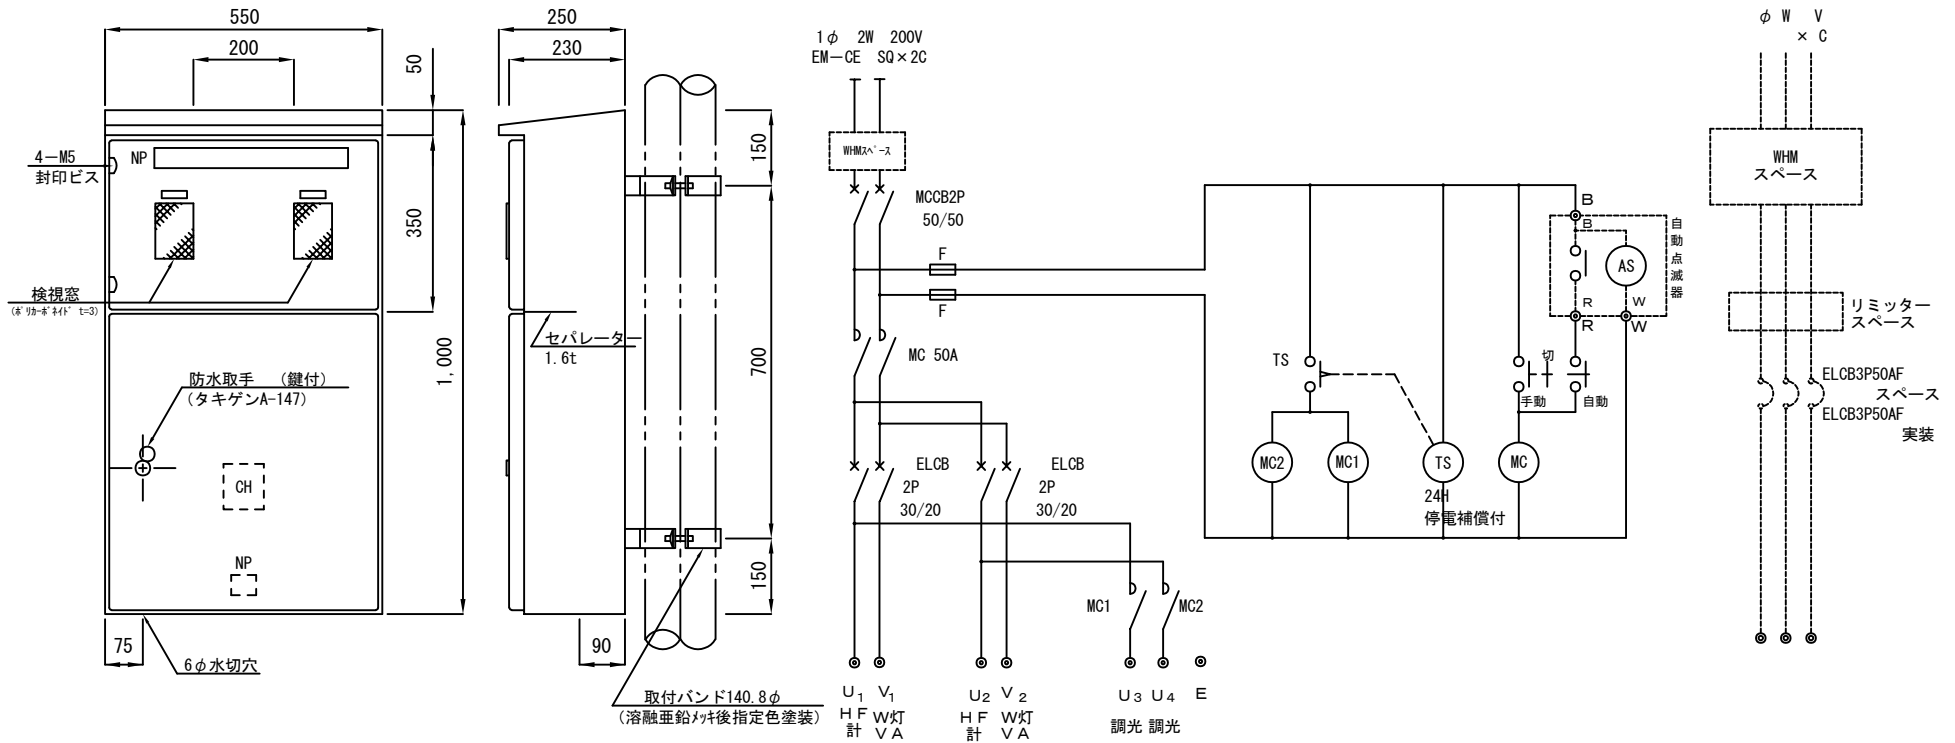 550
200
50
4－M5
封印ビス
NP
350
検視窓
(ﾎﾟﾘｶｰﾎﾞﾈｲﾄﾞ t=3)
1,000
防水取手 （鍵付）
（タキゲンA-147）
CH
NP
75
6φ水切穴
250
230
150
セパレーター
1.6t
700
150
90
取付バンド140.8φ
（溶融亜鉛ﾒｯｷ後指定色塗装）
1φ 2W 200V
EM－CE SQ×2C
WHMｽﾍﾟｰｽ
MCCB2P
50/50
F
F
MC 50A
ELCB
2P
30/20
ELCB
2P
30/20
MC1
MC2
U1 V1
HF W灯
計 VA
U2 V2
HF W灯
計 VA
U3 U4 E
調光 調光
TS
MC2
MC1
TS
24H
停電補償付
MC
切
手動
自動
B
B
AS
R
W
R
W
自動点滅器
φ W V
× C
WHM
スペース
リミッター
スペース
ELCB3P50AF
スペース
ELCB3P50AF
実装